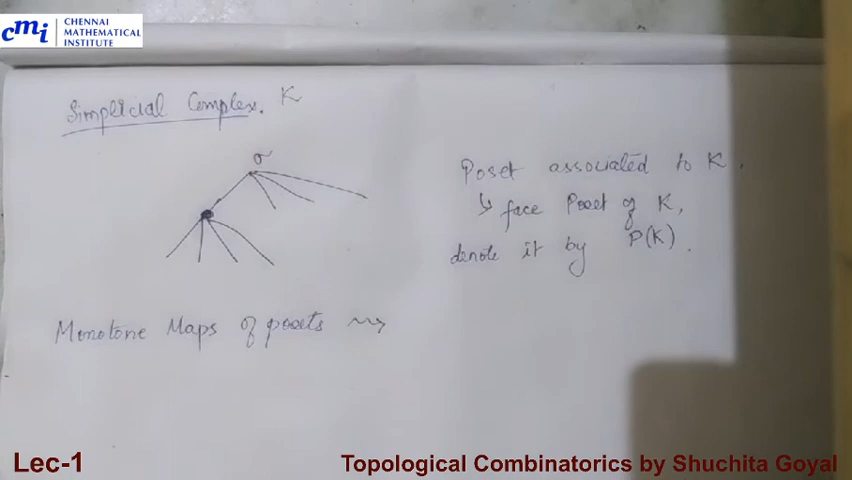 cmi CHENNAI
MATHEMATICAL
INSTITUTE
Simplicial Complex. K
σ
Poset associated to K.
↳ face Poset of K,
denote it by P(K).
Monotone Maps of posets ⇝
Lec-1
Topological Combinatorics by Shuchita Goyal